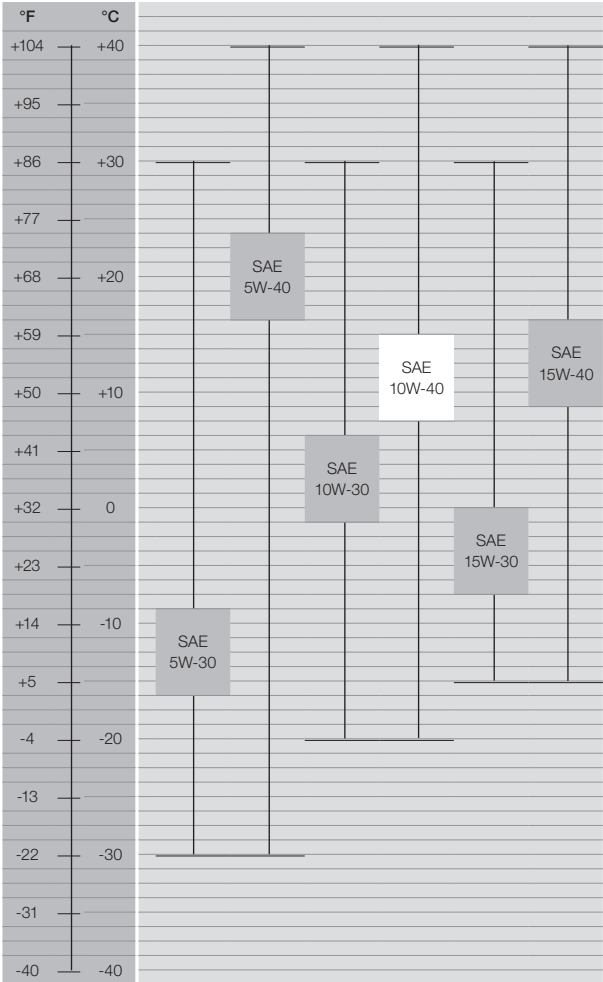 °F °C
+104 +40
+95
+86 +30
+77
SAE
5W-40
+68 +20
+59
SAE
10W-40
SAE
15W-40
+50 +10
+41
SAE
10W-30
+32 0
SAE
15W-30
+23
+14 -10
SAE
5W-30
+5
-4 -20
-13
-22 -30
-31
-40 -40